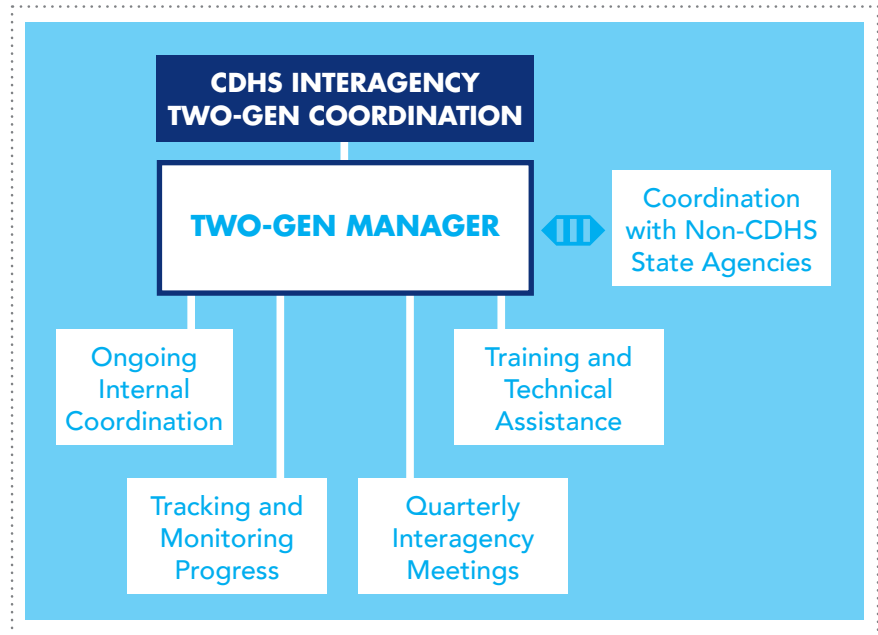 CDHS INTERAGENCY
TWO-GEN COORDINATION
TWO-GEN MANAGER
Coordination
with Non-CDHS
State Agencies
Ongoing
Internal
Coordination
Training and
Technical
Assistance
Tracking and
Monitoring
Progress
Quarterly
Interagency
Meetings